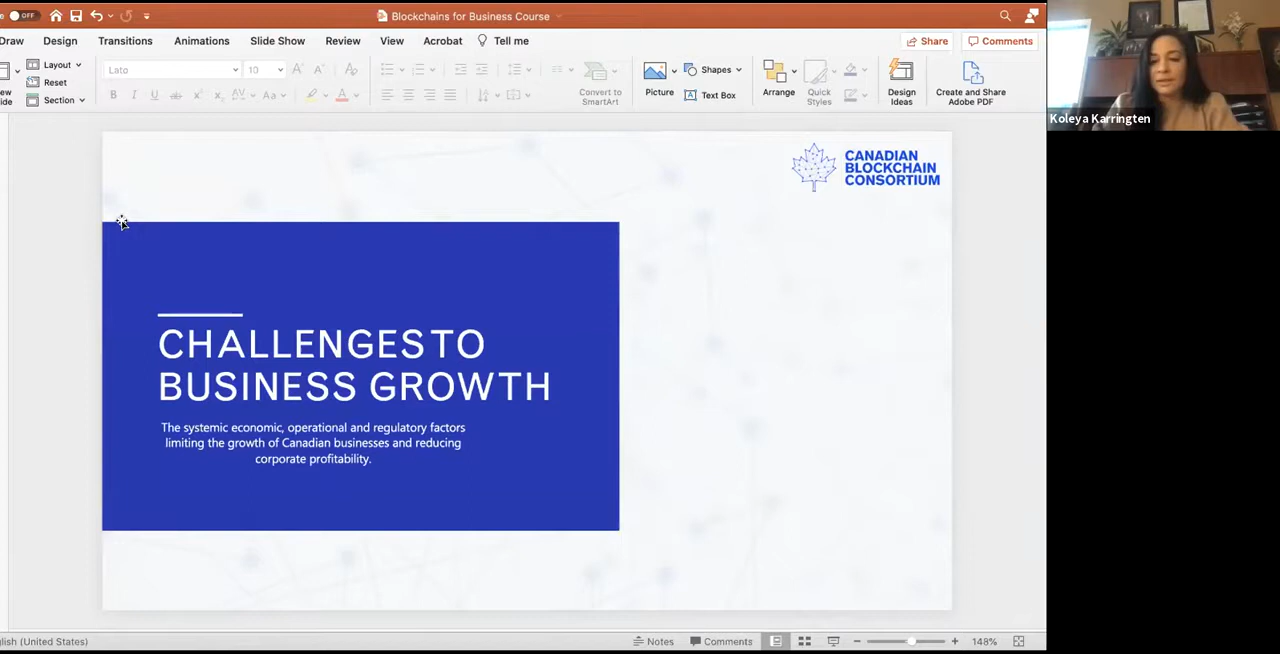 OFF
Blockchains for Business Course
Draw
Design
Transitions
Animations
Slide Show
Review
View
Acrobat
Tell me
Share
Comments
Layout
Reset
Section
Lato
10
Convert to
SmartArt
Picture
Shapes
Text Box
Arrange
Quick
Styles
Design
Ideas
Create and Share
Adobe PDF
Koleya Karringten
CANADIAN
BLOCKCHAIN
CONSORTIUM
CHALLENGES TO
BUSINESS GROWTH
The systemic economic, operational and regulatory factors
limiting the growth of Canadian businesses and reducing
corporate profitability.
glish (United States)
Notes
Comments
148%